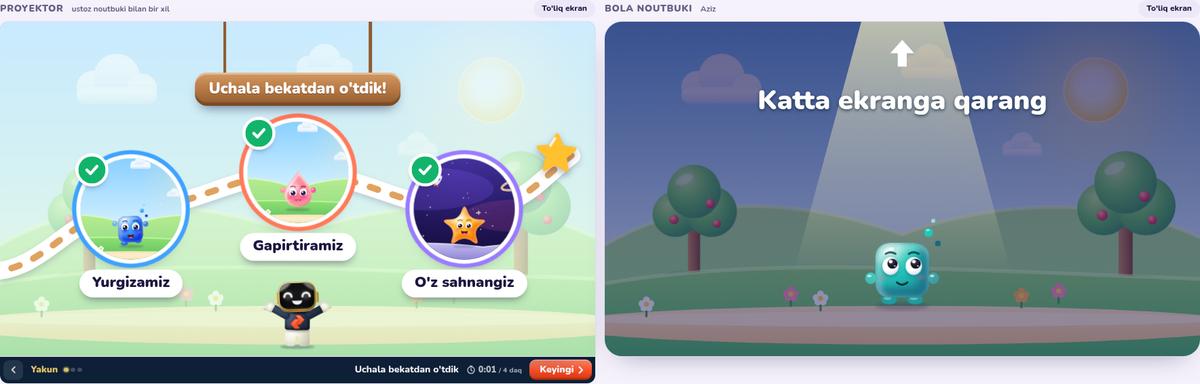 PROYEKTOR ustoz noutbuki bilan bir xil To'liq ekran
Uchala bekatdan o'tdik!
Gapirtiramiz
Yurgizamiz
O'z sahnangiz
Yakun Uchala bekatdan o'tdik 0:01 / 4 daq Keyingi
BOLA NOUTBUKI Aziz To'liq ekran
Katta ekranga qarang